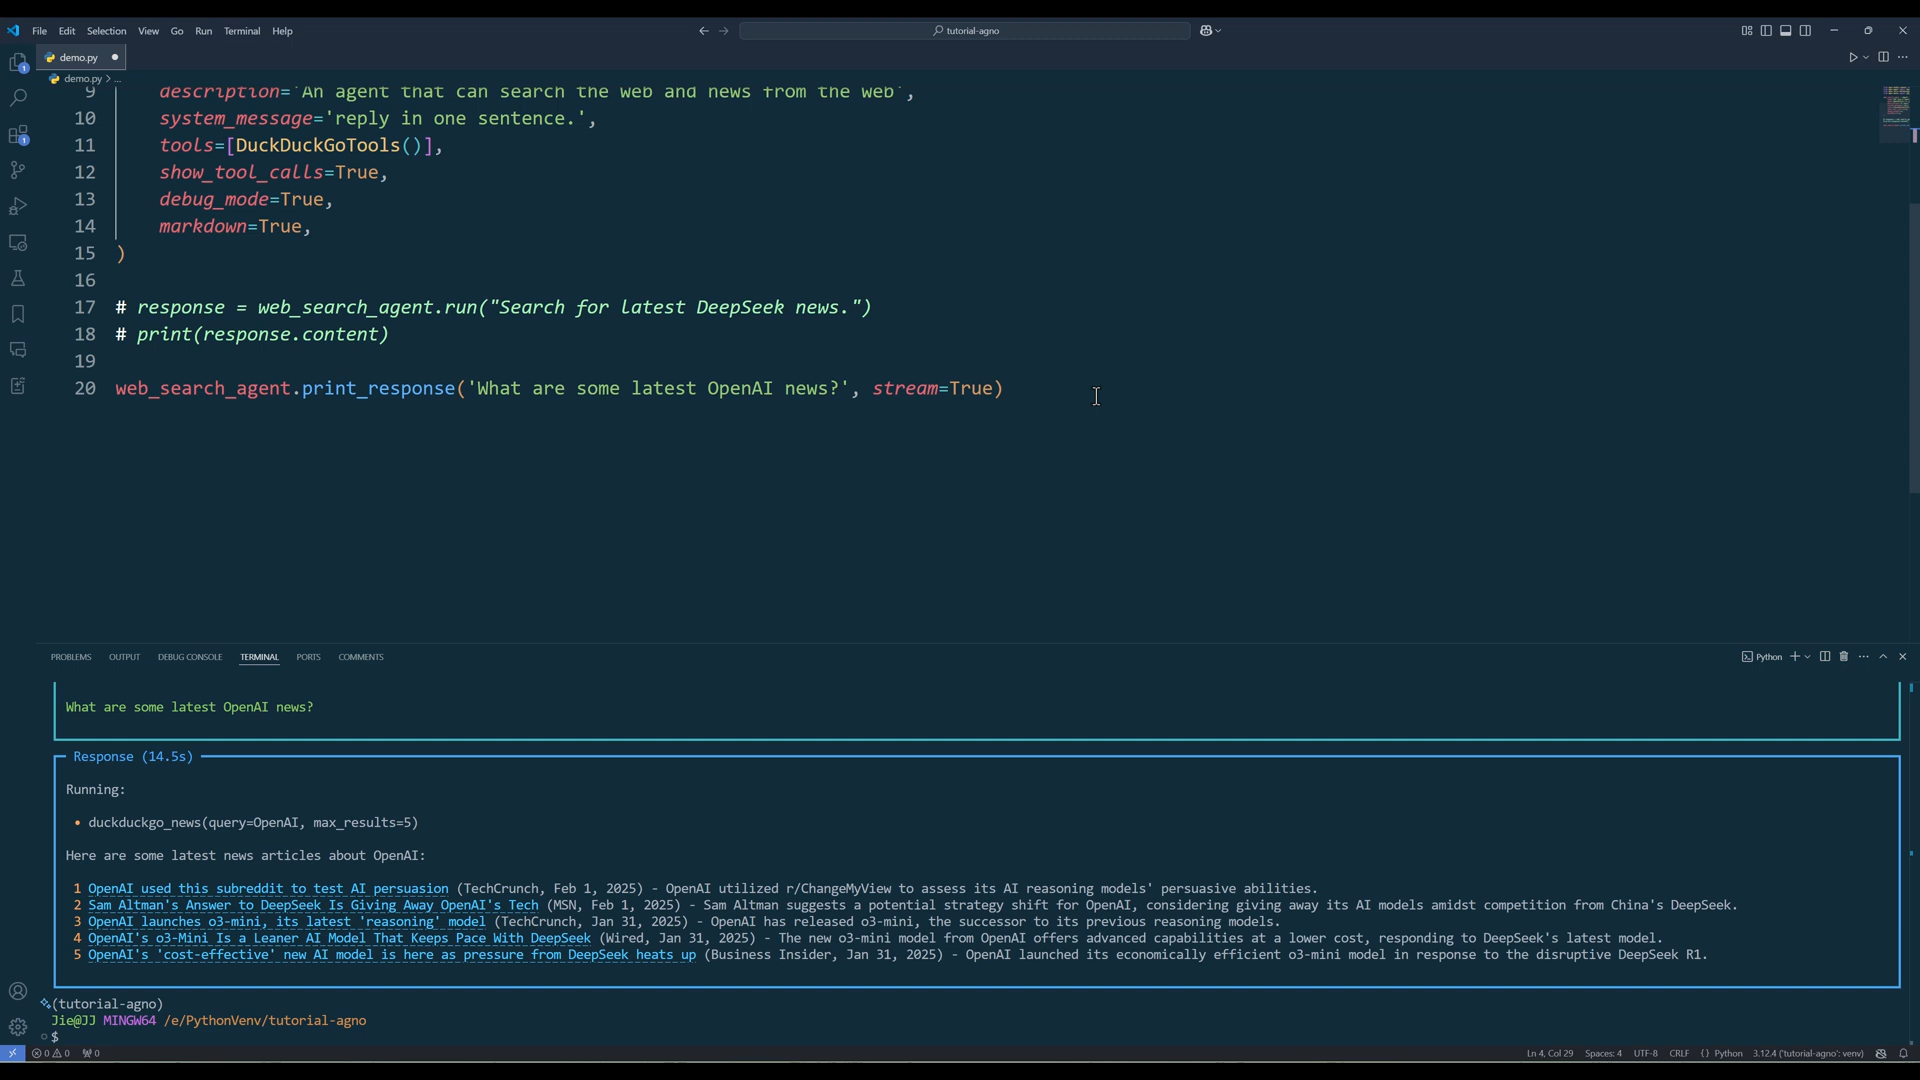 File Edit Selection View Go Run Terminal Help
tutorial-agno
demo.py
demo.py > ...
9 description='An agent that can search the web and news from the web',
10 system_message='reply in one sentence.',
11 tools=[DuckDuckGoTools()],
12 show_tool_calls=True,
13 debug_mode=True,
14 markdown=True,
15 )
16
17 # response = web_search_agent.run("Search for latest DeepSeek news.")
18 # print(response.content)
19
20 web_search_agent.print_response('What are some latest OpenAI news?', stream=True)
PROBLEMS OUTPUT DEBUG CONSOLE TERMINAL PORTS COMMENTS
Python
What are some latest OpenAI news?
Response (14.5s)
Running:
• duckduckgo_news(query=OpenAI, max_results=5)
Here are some latest news articles about OpenAI:
1 OpenAI used this subreddit to test AI persuasion (TechCrunch, Feb 1, 2025) - OpenAI utilized r/ChangeMyView to assess its AI reasoning models' persuasive abilities.
2 Sam Altman's Answer to DeepSeek Is Giving Away OpenAI's Tech (MSN, Feb 1, 2025) - Sam Altman suggests a potential strategy shift for OpenAI, considering giving away its AI models amidst competition from China's DeepSeek.
3 OpenAI launches o3-mini, its latest 'reasoning' model (TechCrunch, Jan 31, 2025) - OpenAI has released o3-mini, the successor to its previous reasoning models.
4 OpenAI's o3-Mini Is a Leaner AI Model That Keeps Pace With DeepSeek (Wired, Jan 31, 2025) - The new o3-mini model from OpenAI offers advanced capabilities at a lower cost, responding to DeepSeek's latest model.
5 OpenAI's 'cost-effective' new AI model is here as pressure from DeepSeek heats up (Business Insider, Jan 31, 2025) - OpenAI launched its economically efficient o3-mini model in response to the disruptive DeepSeek R1.
(tutorial-agno)
Jie@JJ MINGW64 /e/PythonVenv/tutorial-agno
$
0 0 0 Ln 4, Col 29 Spaces: 4 UTF-8 CRLF {} Python 3.12.4 ('tutorial-agno': venv)